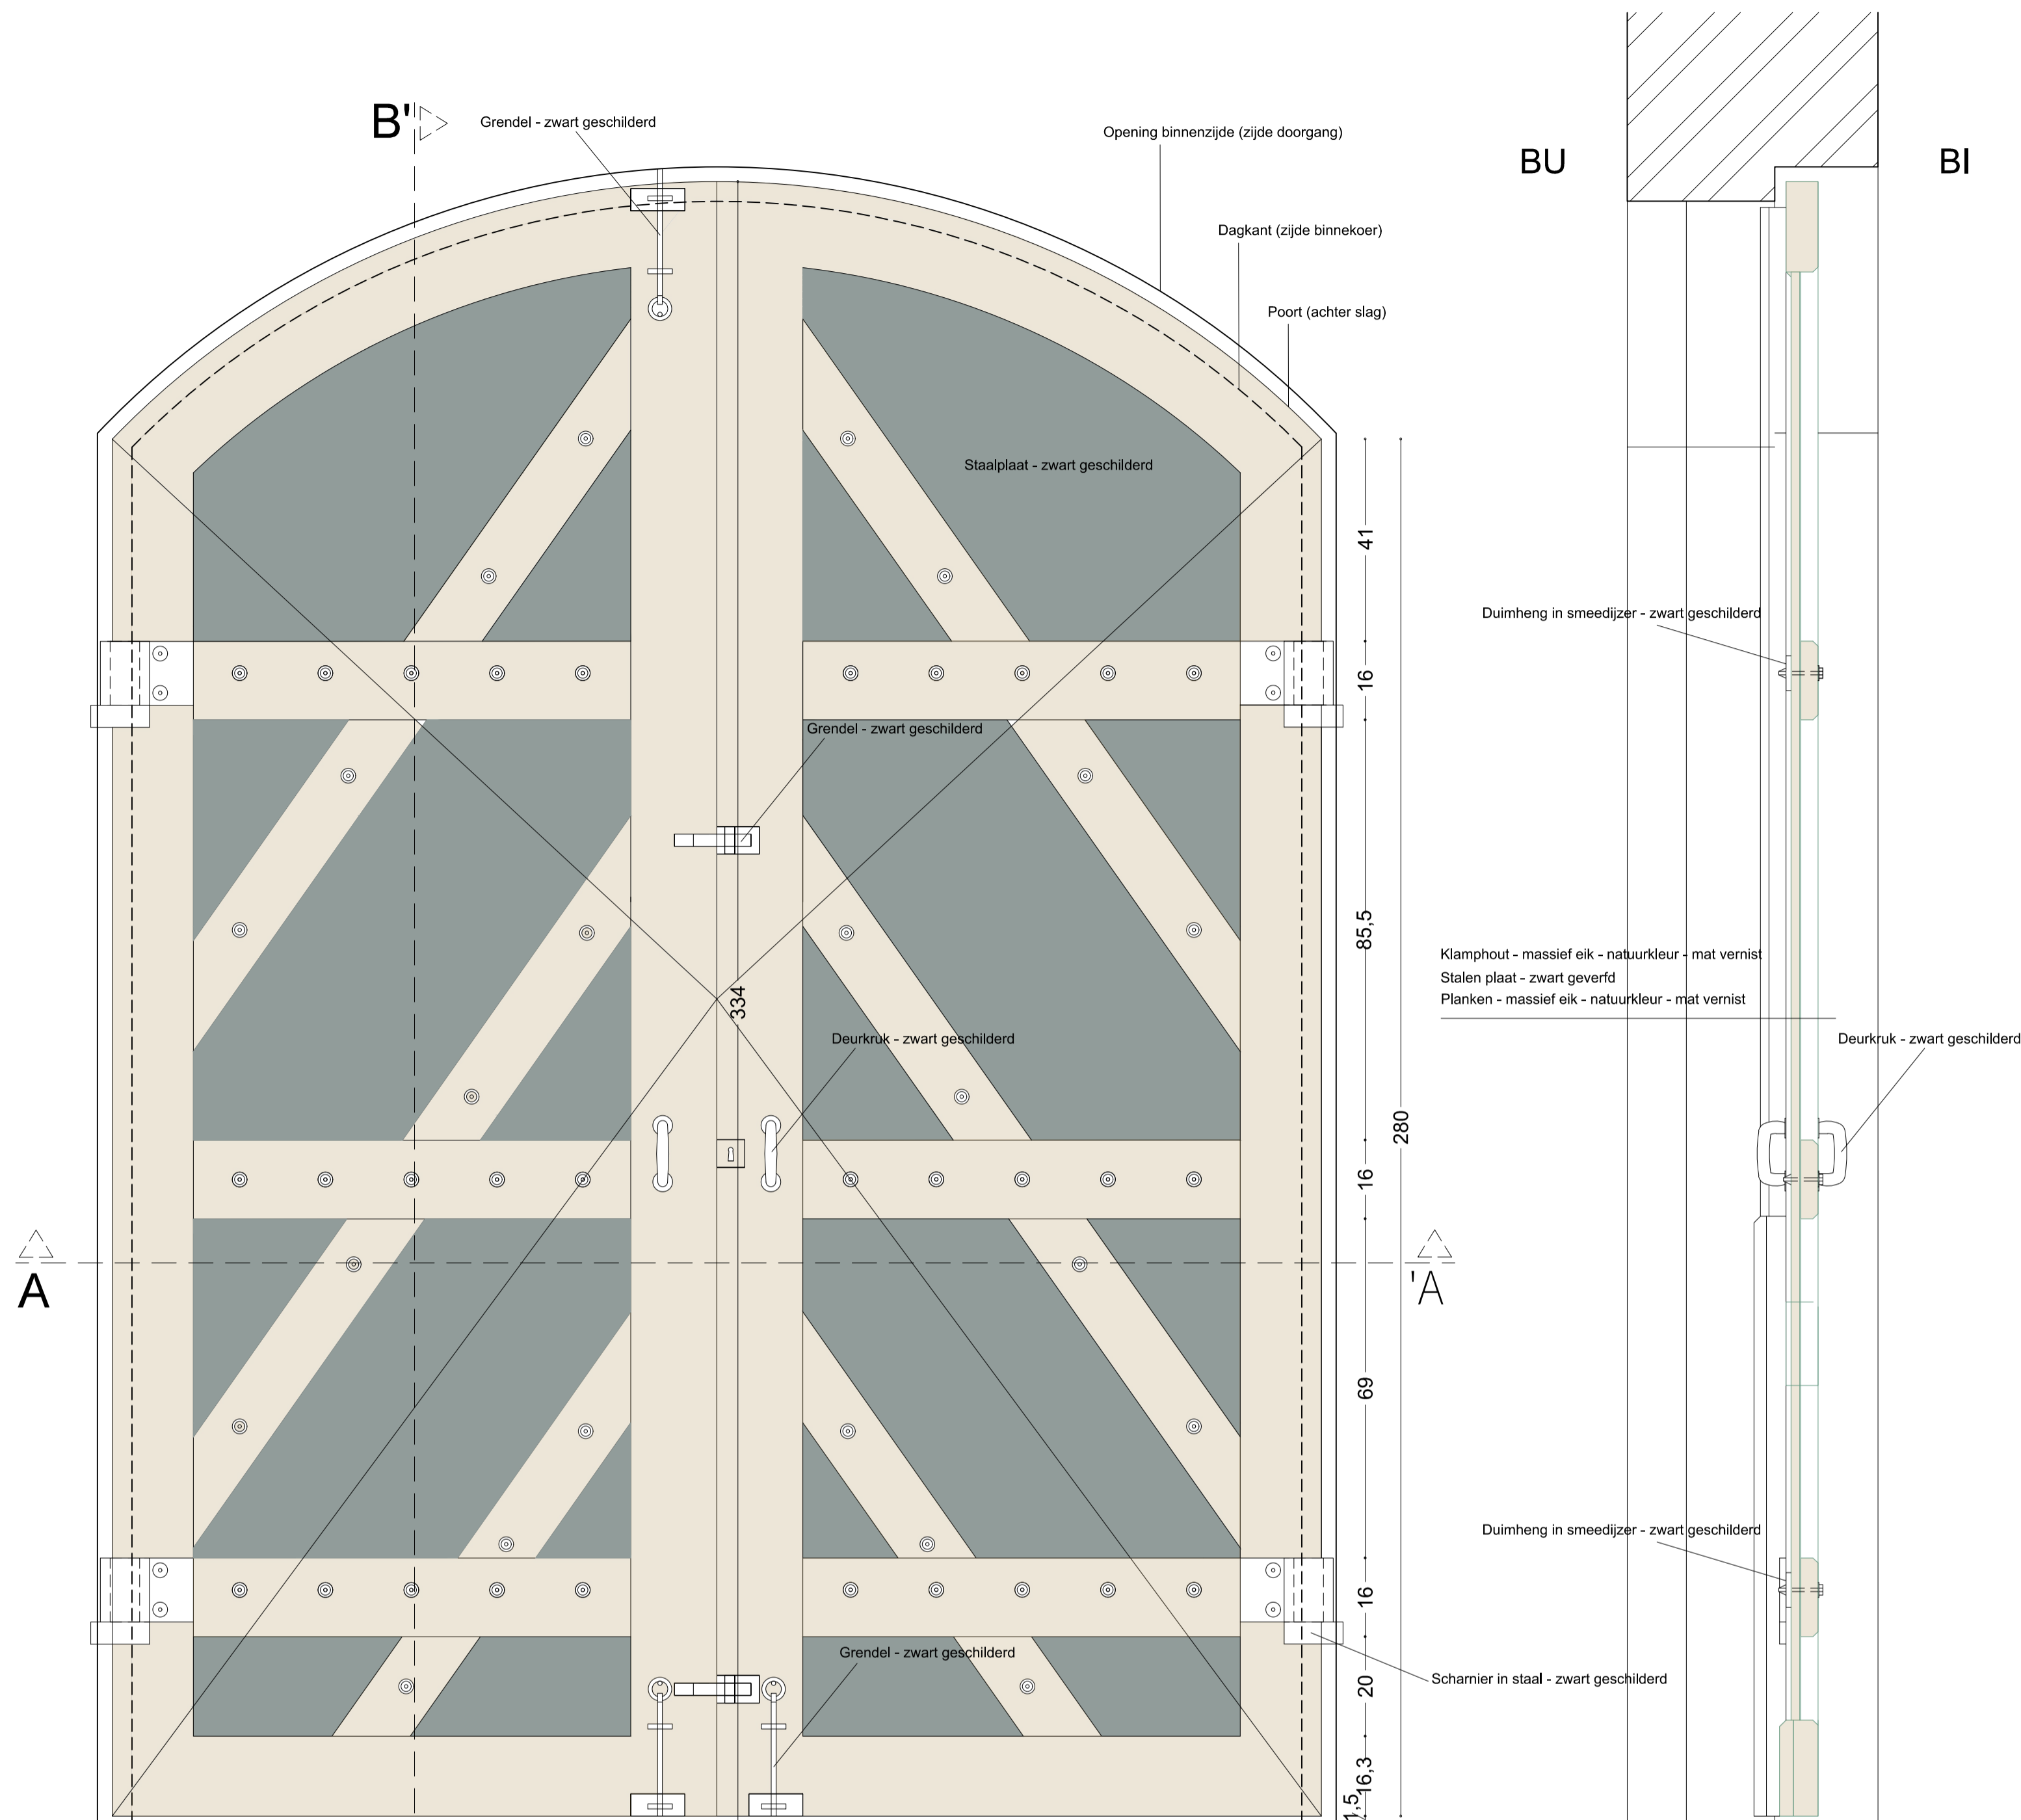 B'
Grendel - zwart geschilderd
Opening binnenzijde (zijde doorgang)
BU
BI
Dagkant (zijde binnekoer)
Poort (achter slag)
Staalplaat - zwart geschilderd
41
Duimheng in smeedijzer - zwart geschilderd
16
Grendel - zwart geschilderd
85,5
Klamphout - massief eik - natuurkleur - mat vernist
Stalen plaat - zwart geverfd
Planken - massief eik - natuurkleur - mat vernist
334
Deurkruk - zwart geschilderd
Deurkruk - zwart geschilderd
280
16
A
'A
69
Duimheng in smeedijzer - zwart geschilderd
16
Grendel - zwart geschilderd
Scharnier in staal - zwart geschilderd
20
16,3
1,5